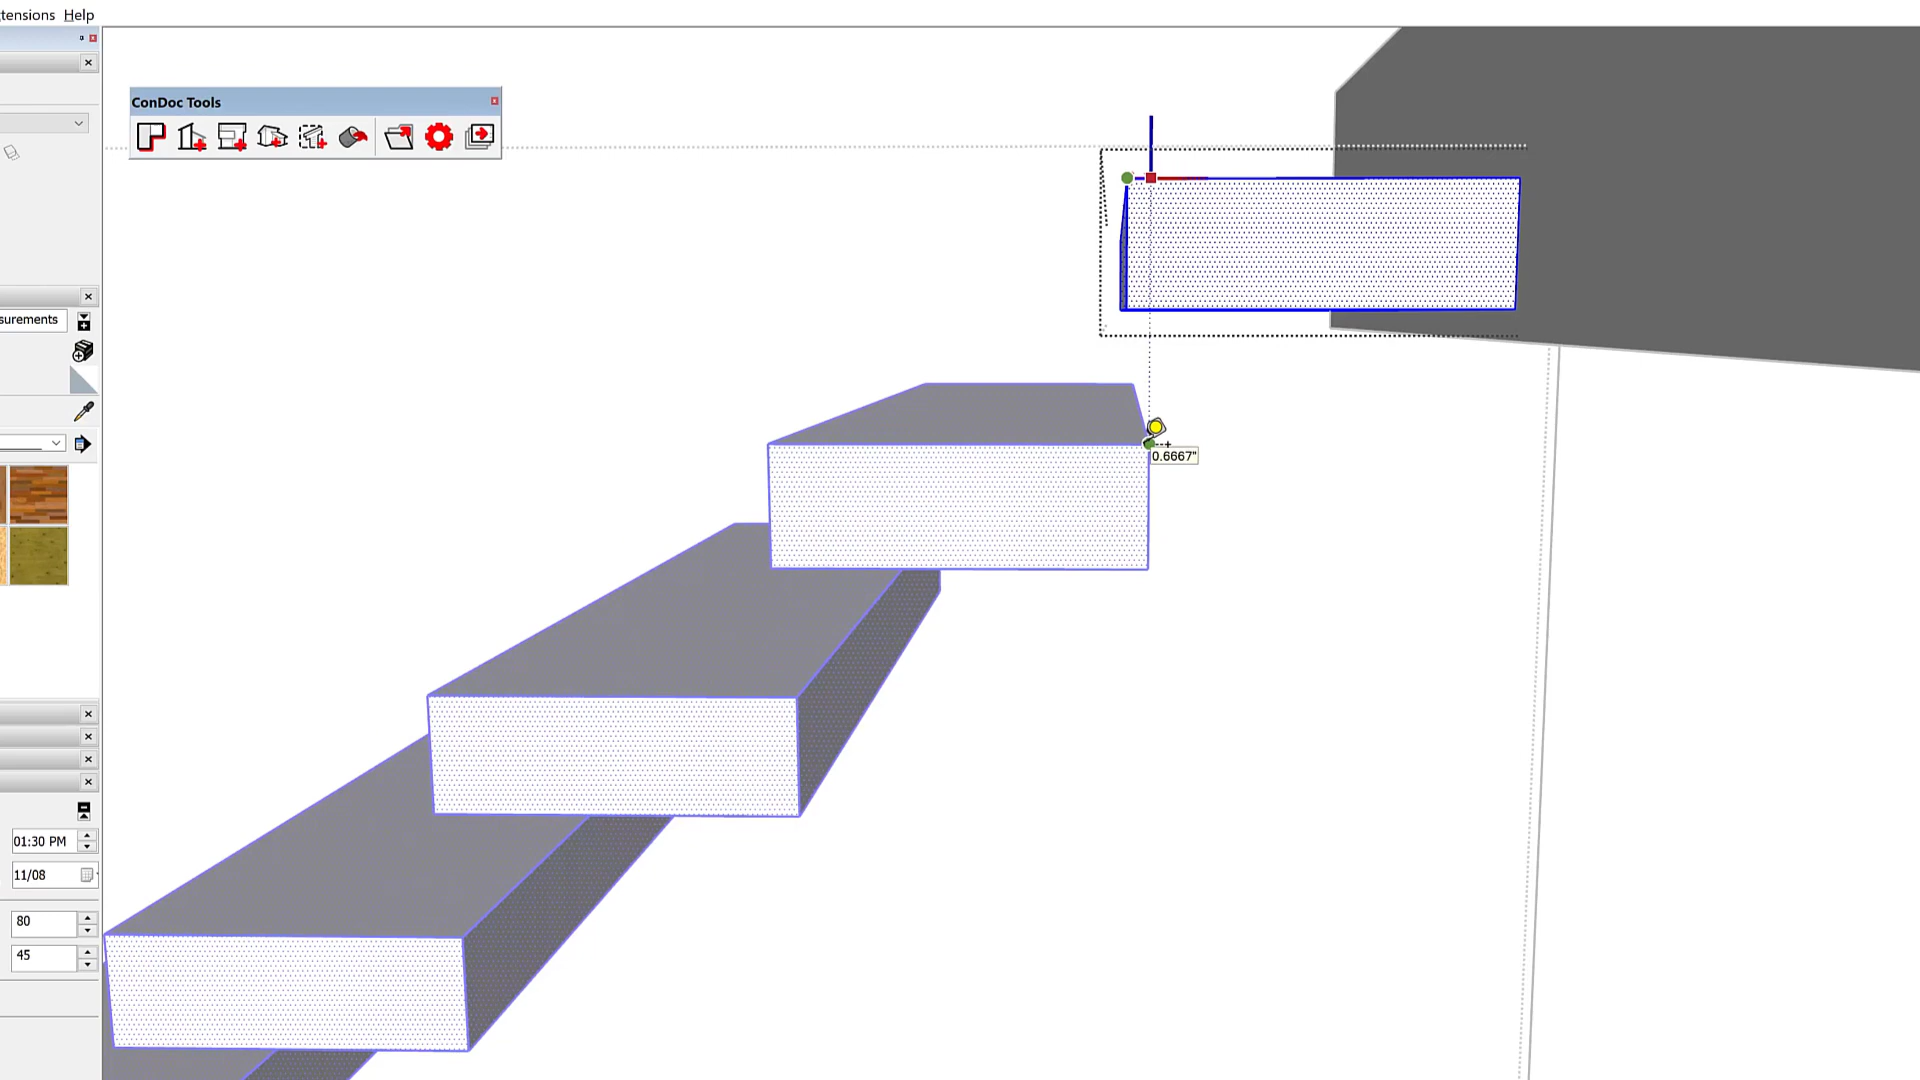 tensions Help
ConDoc Tools
surements
0.6667"
01:30 PM
11/08
80
45